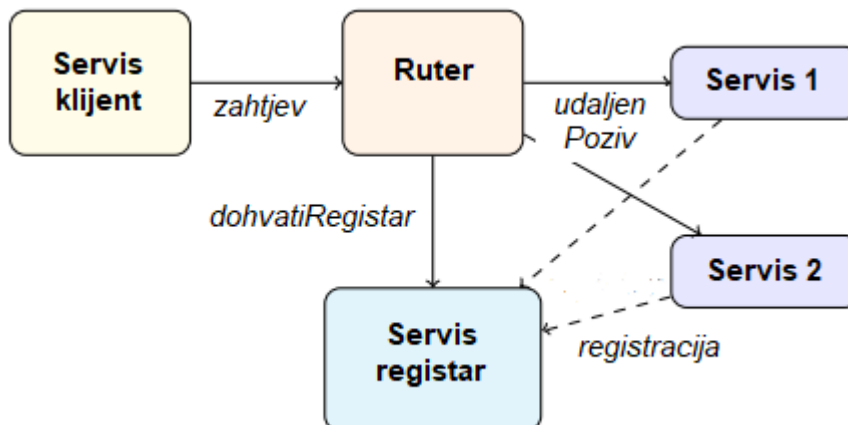 Servis
klijent
zahtjev
Ruter
udaljen
Poziv
Servis 1
dohvatiRegistar
Servis 2
Servis
registar
registracija